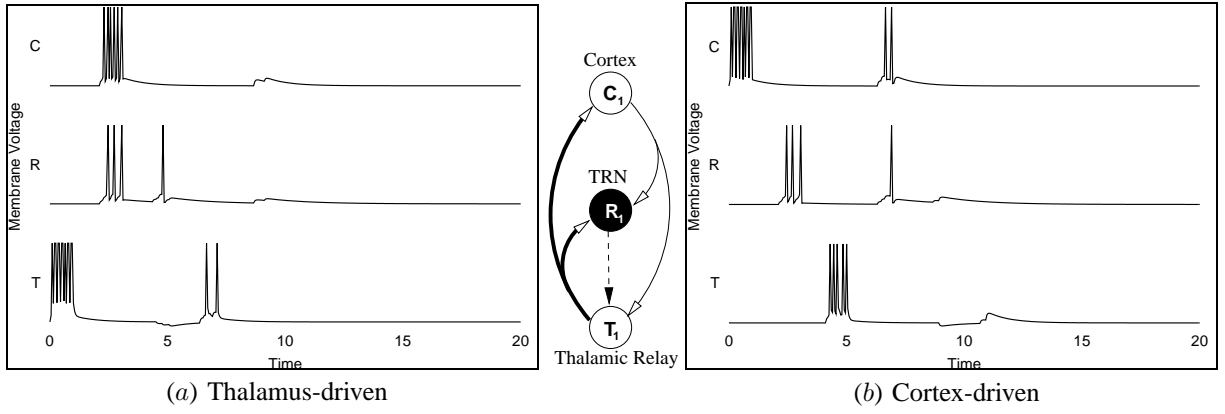 C
R
T
Membrane Voltage
0 5 10 15 20
Time
Cortex
C1
TRN
R1
T1
Thalamic Relay
C
R
T
Membrane Voltage
0 5 10 15 20
Time
(a) Thalamus-driven
(b) Cortex-driven